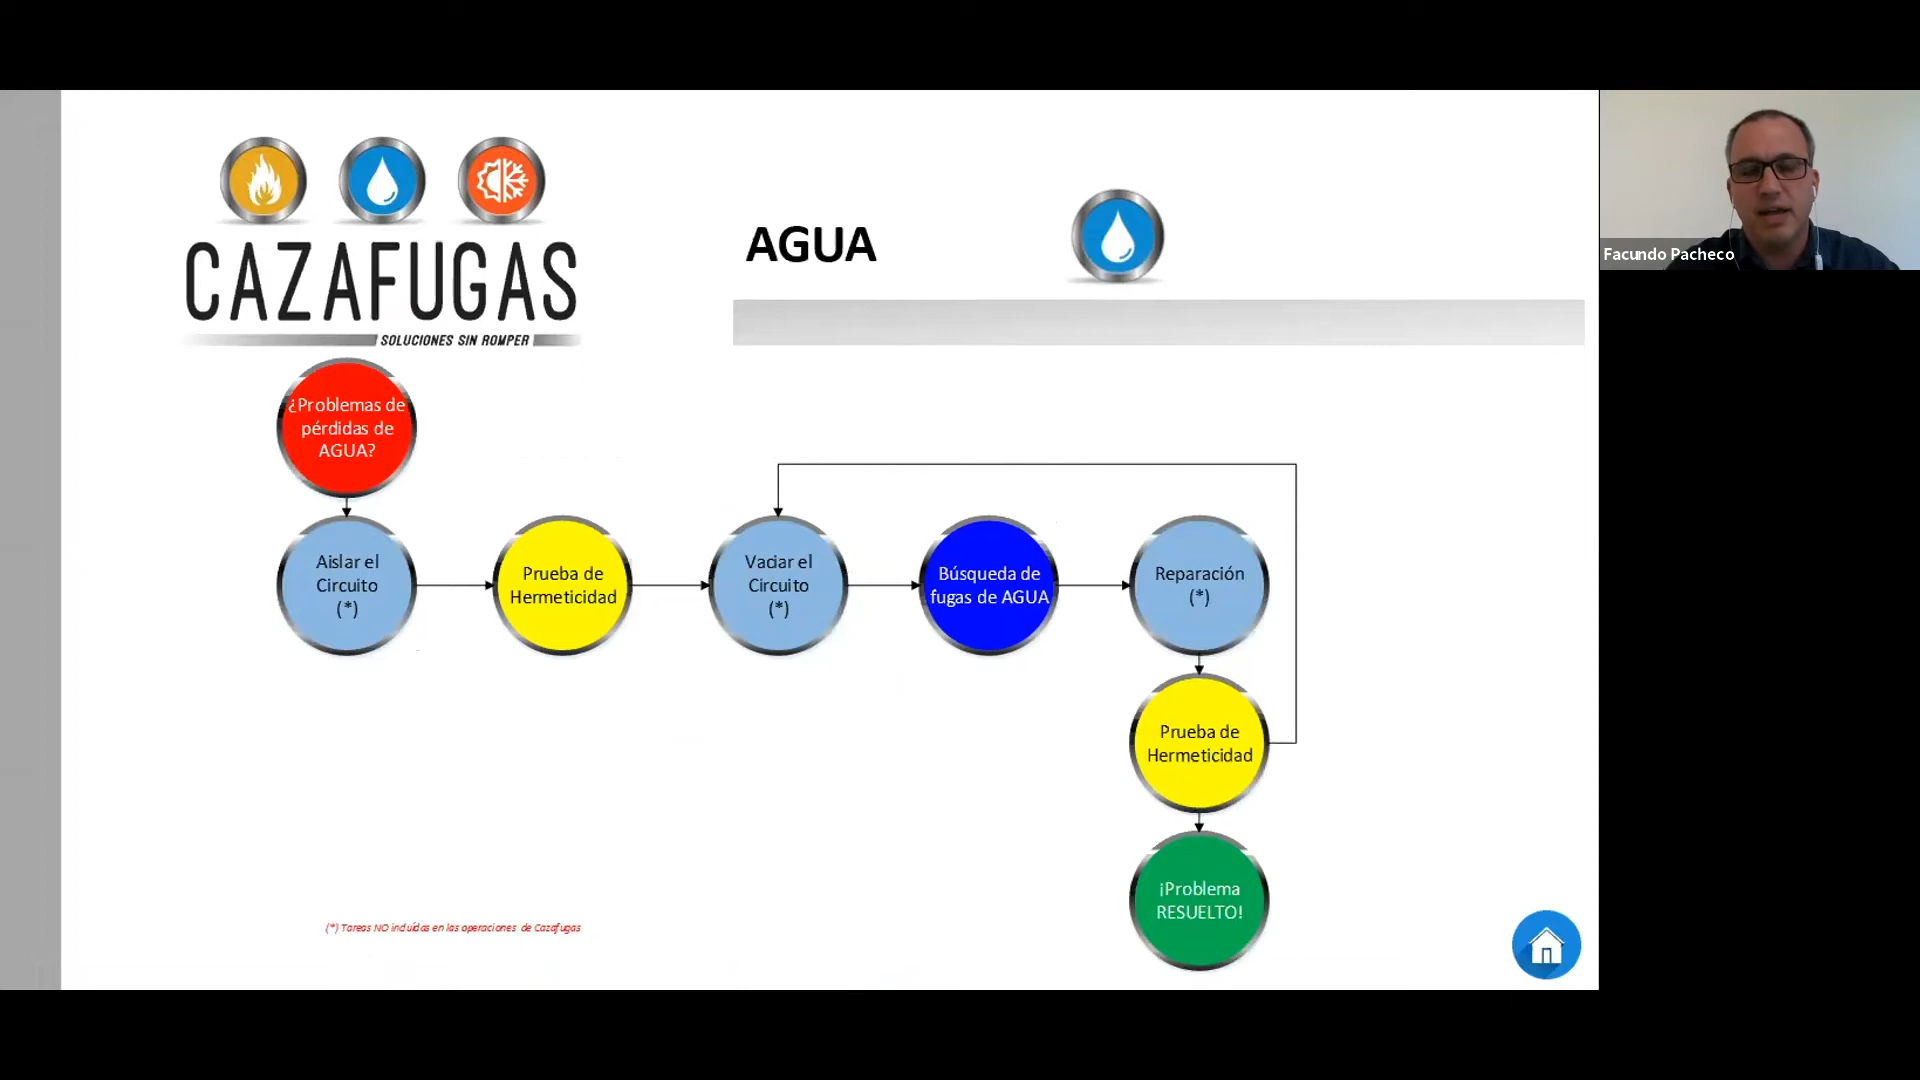 CAZAFUGAS
SOLUCIONES SIN ROMPER
AGUA
Facundo Pacheco
¿Problemas de
pérdidas de
AGUA?
Aislar el
Circuito
(*)
Prueba de
Hermeticidad
Vaciar el
Circuito
(*)
Búsqueda de
fugas de AGUA
Reparación
(*)
Prueba de
Hermeticidad
¡Problema
RESUELTO!
(*) Tareas NO incluídas en las operaciones de Cazafugas